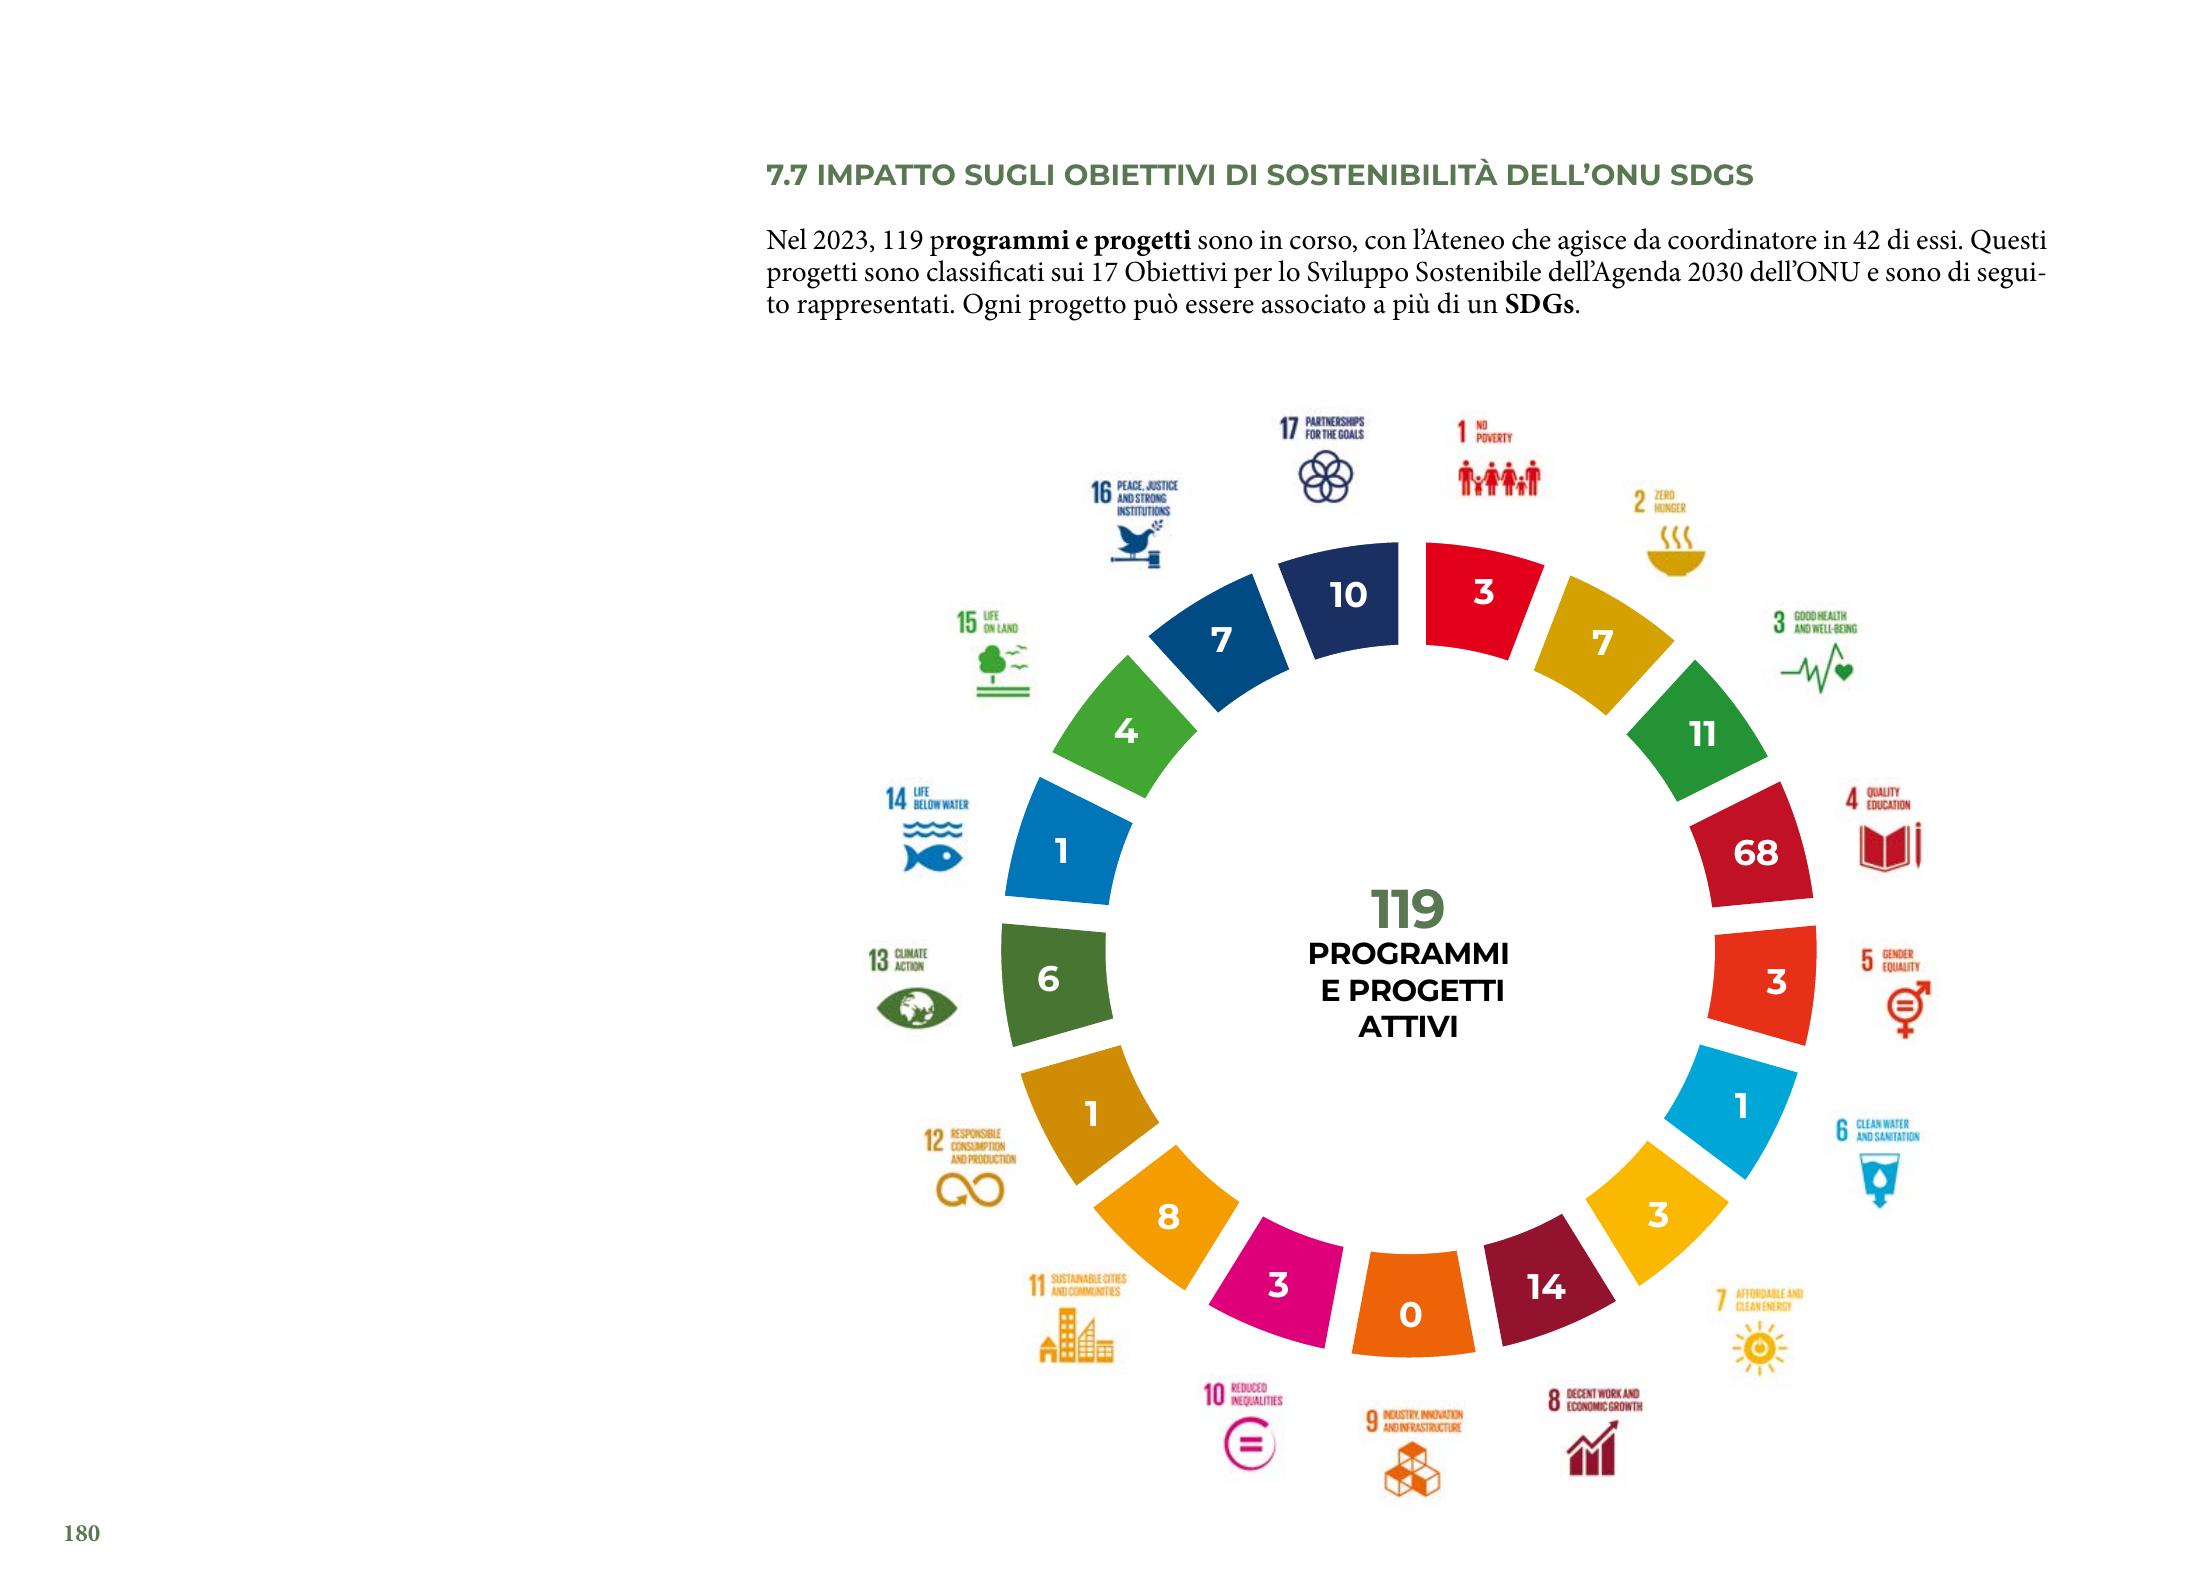 7.7 IMPATTO SUGLI OBIETTIVI DI SOSTENIBILITÀ DELL’ONU SDGS
Nel 2023, 119 programmi e progetti sono in corso, con l’Ateneo che agisce da coordinatore in 42 di essi. Questi
progetti sono classificati sui 17 Obiettivi per lo Sviluppo Sostenibile dell’Agenda 2030 dell’ONU e sono di segui-
to rappresentati. Ogni progetto può essere associato a più di un SDGs.
1 NO
POVERTY
3
2 ZERO
HUNGER
7
3 GOOD HEALTH
AND WELL-BEING
11
4 QUALITY
EDUCATION
68
5 GENDER
EQUALITY
3
6 CLEAN WATER
AND SANITATION
1
7 AFFORDABLE AND
CLEAN ENERGY
3
8 DECENT WORK AND
ECONOMIC GROWTH
14
9 INDUSTRY, INNOVATION
AND INFRASTRUCTURE
0
10 REDUCED
INEQUALITIES
3
11 SUSTAINABLE CITIES
AND COMMUNITIES
8
12 RESPONSIBLE
CONSUMPTION
AND PRODUCTION
1
13 CLIMATE
ACTION
6
14 LIFE
BELOW WATER
1
15 LIFE
ON LAND
4
16 PEACE, JUSTICE
AND STRONG
INSTITUTIONS
7
17 PARTNERSHIPS
FOR THE GOALS
10
119
PROGRAMMI
E PROGETTI
ATTIVI
180